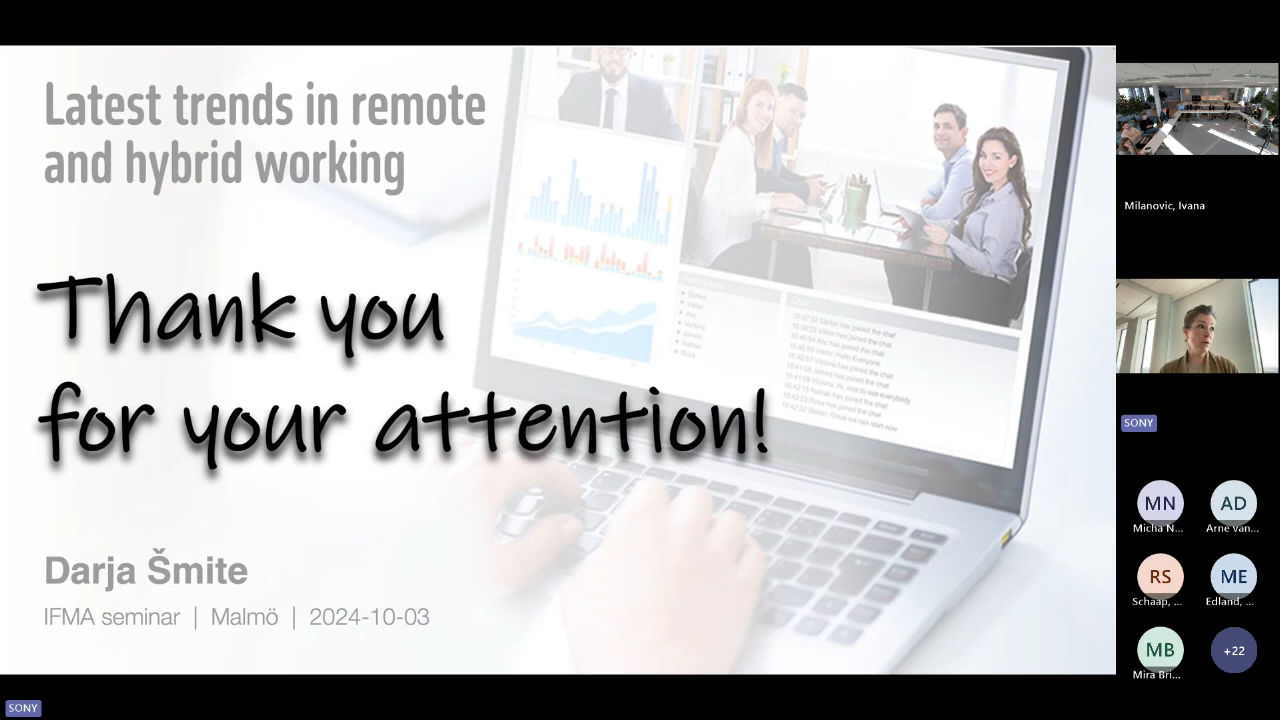 Latest trends in remote
and hybrid working
Thank you
for your attention!
Darja Šmite
IFMA seminar | Malmö | 2024-10-03
SONY
Milanovic, Ivana
SONY
MN
Micha N...
AD
Arne van...
RS
Schaap, ...
ME
Edland, ...
MB
Mira Bri...
+22